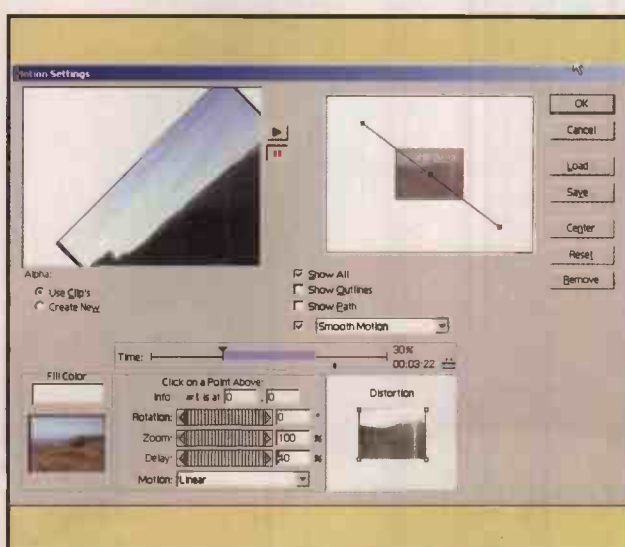 Motion Settings
OK
Cancel
Load
Save
Center
Reset
Remove
Alpha:
Use Clip's
Create New
Show All
Show Outlines
Show Path
Smooth Motion
Time:
30%
00:03:22
Fill Color
Click on a Point Above:
Info is at 0 , 0
Rotation: 0 °
Zoom: 100 %
Delay: 40 %
Motion: Linear
Distortion